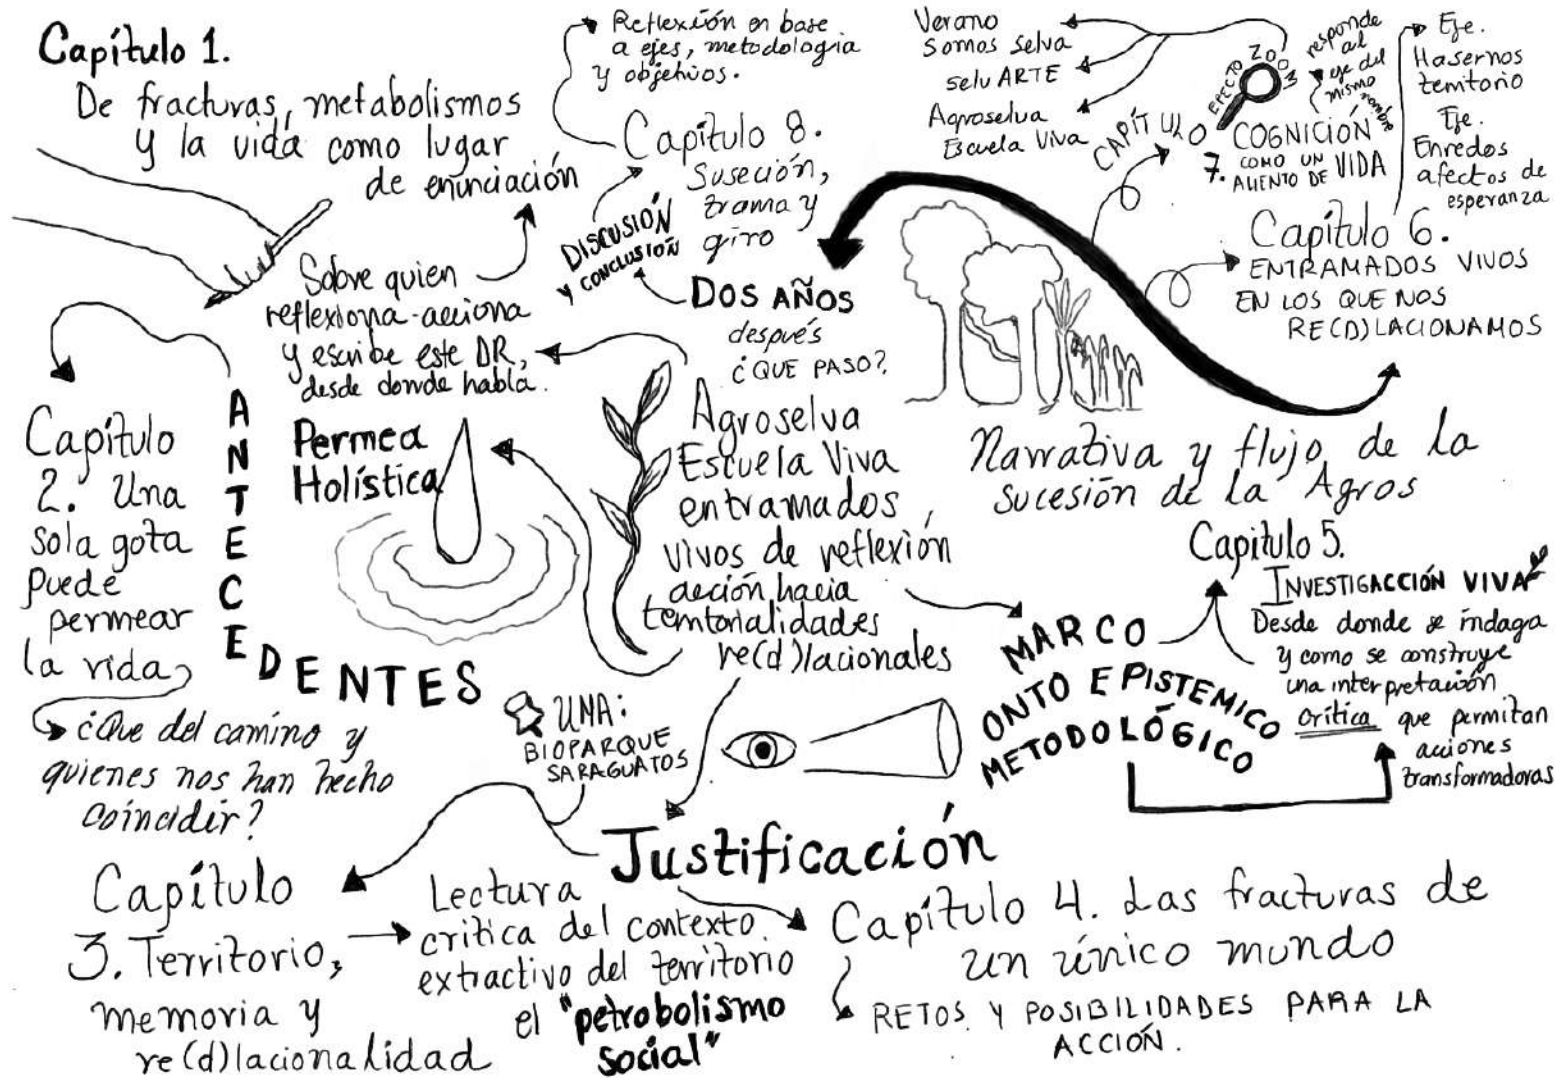 Capítulo 1.
De fracturas, metabolismos
y la vida como lugar
de enunciación
Sobre quien
reflexiona-acciona
y escribe este DR,
desde donde habla.
Reflexión en base
a ejes, metodología
y objetivos.
Capítulo 8.
Suseción,
trama y
giro
DISCUSIÓN
Y CONCLUSIÓN
DOS AÑOS
después
¿QUE PASO?
Verano
Somos selva
selvARTE
Agroselva
Escuela Viva
CAPÍTULO
7.
EFECTO ZOOM
COGNICIÓN
COMO UN
ALIENTO DE VIDA
responde
al
eje del
mismo
nombre
Eje.
Hasernos
territorio
Eje.
Enredos
afectos de
esperanza
Capítulo 6.
ENTRAMADOS VIVOS
EN LOS QUE NOS
RE(D)LACIONAMOS
Narrativa y flujo de la
sucesión de la Agros
ANTECEDENTES
Capítulo
2. Una
sola gota
puede
permear
la vida
¿Que del camino y
quienes nos han hecho
coincidir?
Permea
Holística
Agroselva
Escuela Viva
entramados
vivos de reflexión
acción hacia
territorialidades
re(d)lacionales
MARCO
ONTO EPISTEMICO
METODOLÓGICO
Capitulo 5.
INVESTIGACCIÓN VIVA
Desde donde se indaga
y como se construye
una interpretación
crítica que permitan
acciones
transformadoras
UNA:
BIOPARQUE
SARAGUATOS
Justificación
Capítulo
3. Territorio,
memoria y
re(d)lacionalidad
Lectura
crítica del contexto
extractivo del territorio
el "petrobolismo
social"
Capítulo 4. Las fracturas de
un único mundo
RETOS Y POSIBILIDADES PARA LA
ACCIÓN.